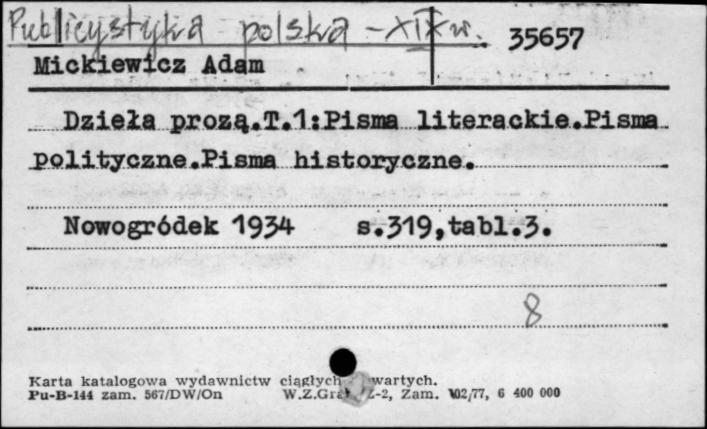 Publicystyka polska - XIX w. 35657
Mickiewicz Adam
Dzieła prozą.T.1:Pisma literackie.Pisma
polityczne.Pisma historyczne.
Nowogródek 1934 s.319,tabl.3.
8
Karta katalogowa wydawnictw ciągłych wartych.
Pu-B-144 zam. 567/DW/On W.Z.Graf Z-2, Zam. 102/77, 6 400 000